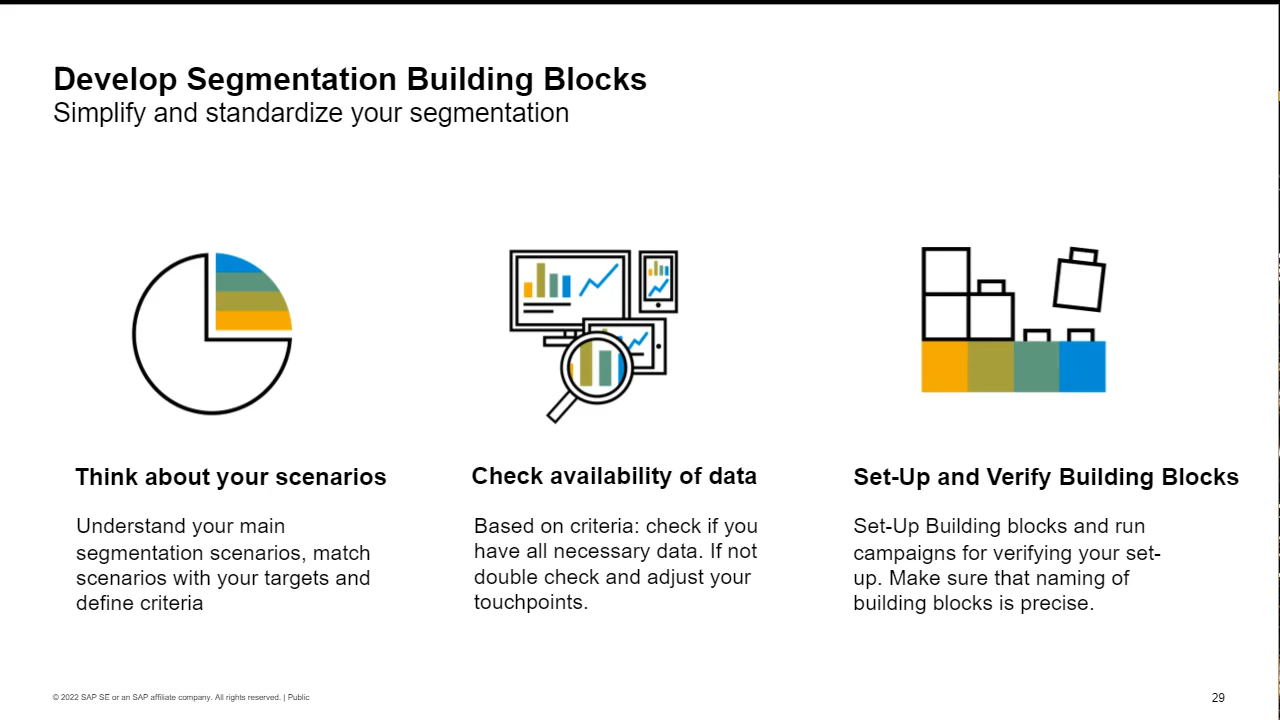 Develop Segmentation Building Blocks
Simplify and standardize your segmentation
Think about your scenarios
Understand your main
segmentation scenarios, match
scenarios with your targets and
define criteria
Check availability of data
Based on criteria: check if you
have all necessary data. If not
double check and adjust your
touchpoints.
Set-Up and Verify Building Blocks
Set-Up Building blocks and run
campaigns for verifying your set-
up. Make sure that naming of
building blocks is precise.
© 2022 SAP SE or an SAP affiliate company. All rights reserved. | Public
29